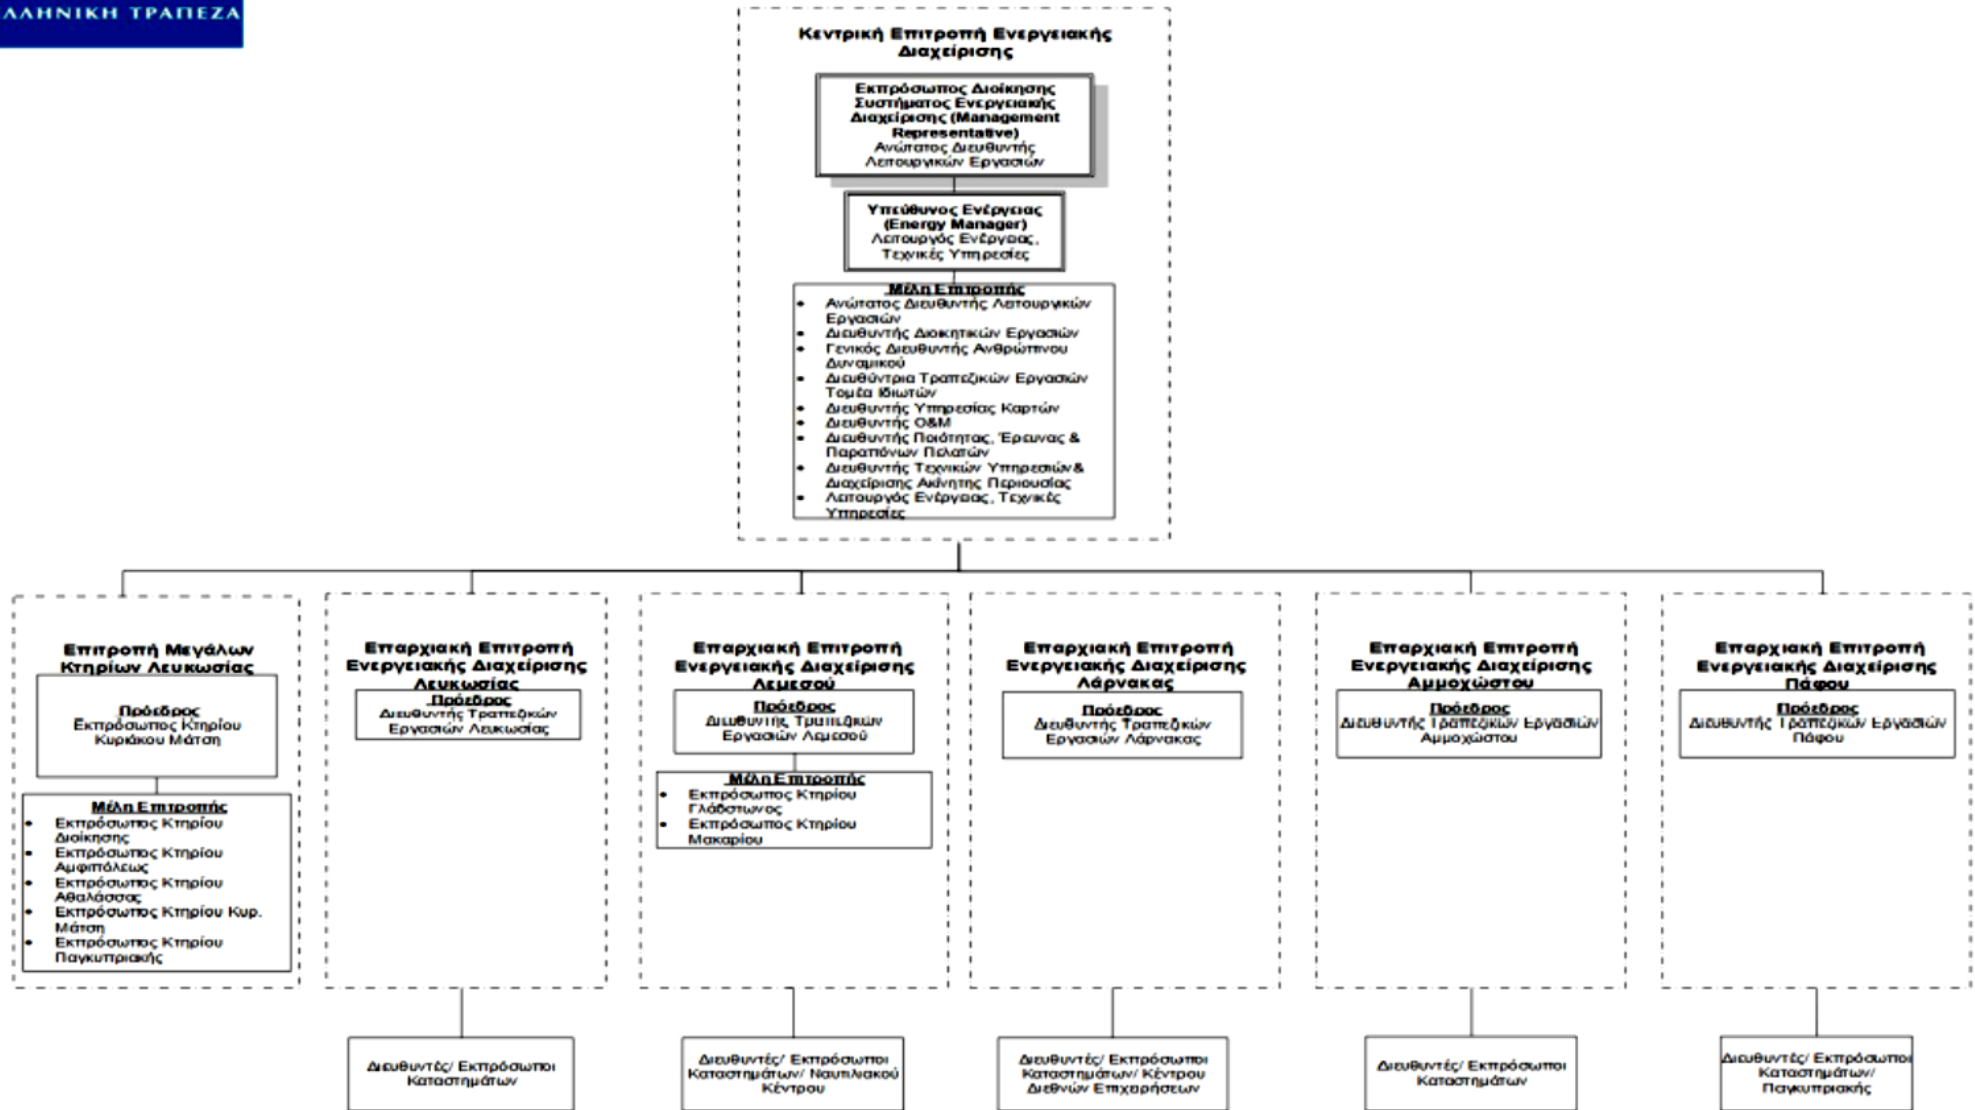 ΛΛΗΝΙΚΗ ΤΡΑΠΕΖΑ
Κεντρική Επιτροπή Ενεργειακής
Διαχείρισης
Εκπρόσωπος Διοίκησης
Συστήματος Ενεργειακής
Διαχείρισης (Management
Representative)
Ανώτατος Διευθυντής
Λειτουργικών Εργασιών
Υπεύθυνος Ενέργειας
(Energy Manager)
Λειτουργός Ενέργειας,
Τεχνικές Υπηρεσίες
Μέλη Επιτροπής
• Ανώτατος Διευθυντής Λειτουργικών
Εργασιών
• Διευθυντής Διοικητικών Εργασιών
• Γενικός Διευθυντής Ανθρώπινου
Δυναμικού
• Διευθύντρια Τραπεζικών Εργασιών
Τομέα Ιδιωτών
• Διευθυντής Υπηρεσίας Καρτών
• Διευθυντής O&M
• Διευθυντής Ποιότητας, Έρευνας &
Παραπόνων Πελατών
• Διευθυντής Τεχνικών Υπηρεσιών&
Διαχείρισης Ακίνητης Περιουσίας
• Λειτουργός Ενέργειας, Τεχνικές
Υπηρεσίες
Επιτροπή Μεγάλων
Κτηρίων Λευκωσίας
Πρόεδρος
Εκπρόσωπος Κτηρίου
Κυριάκου Μάτση
Μέλη Επιτροπής
• Εκπρόσωπος Κτηρίου
Διοίκησης
• Εκπρόσωπος Κτηρίου
Αμφιπόλεως
• Εκπρόσωπος Κτηρίου
Αθαλάσσας
• Εκπρόσωπος Κτηρίου Κυρ.
Μάτση
• Εκπρόσωπος Κτηρίου
Παγκυπριακής
Επαρχιακή Επιτροπή
Ενεργειακής Διαχείρισης
Λευκωσίας
Πρόεδρος
Διευθυντής Τραπεζικών
Εργασιών Λευκωσίας
Διευθυντές/ Εκπρόσωποι
Καταστημάτων
Επαρχιακή Επιτροπή
Ενεργειακής Διαχείρισης
Λεμεσού
Πρόεδρος
Διευθυντής Τραπεζικών
Εργασιών Λεμεσού
Μέλη Επιτροπής
• Εκπρόσωπος Κτηρίου
Γλάδστωνος
• Εκπρόσωπος Κτηρίου
Μακαρίου
Διευθυντές/ Εκπρόσωποι
Καταστημάτων/ Ναυτιλιακού
Κέντρου
Επαρχιακή Επιτροπή
Ενεργειακής Διαχείρισης
Λάρνακας
Πρόεδρος
Διευθυντής Τραπεζικών
Εργασιών Λάρνακας
Διευθυντές/ Εκπρόσωποι
Καταστημάτων/ Κέντρου
Διεθνών Επιχειρήσεων
Επαρχιακή Επιτροπή
Ενεργειακής Διαχείρισης
Αμμοχώστου
Πρόεδρος
Διευθυντής Τραπεζικών Εργασιών
Αμμοχώστου
Διευθυντές/ Εκπρόσωποι
Καταστημάτων
Επαρχιακή Επιτροπή
Ενεργειακής Διαχείρισης
Πάφου
Πρόεδρος
Διευθυντής Τραπεζικών Εργασιών
Πάφου
Διευθυντές/ Εκπρόσωποι
Καταστημάτων/
Παγκυπριακής